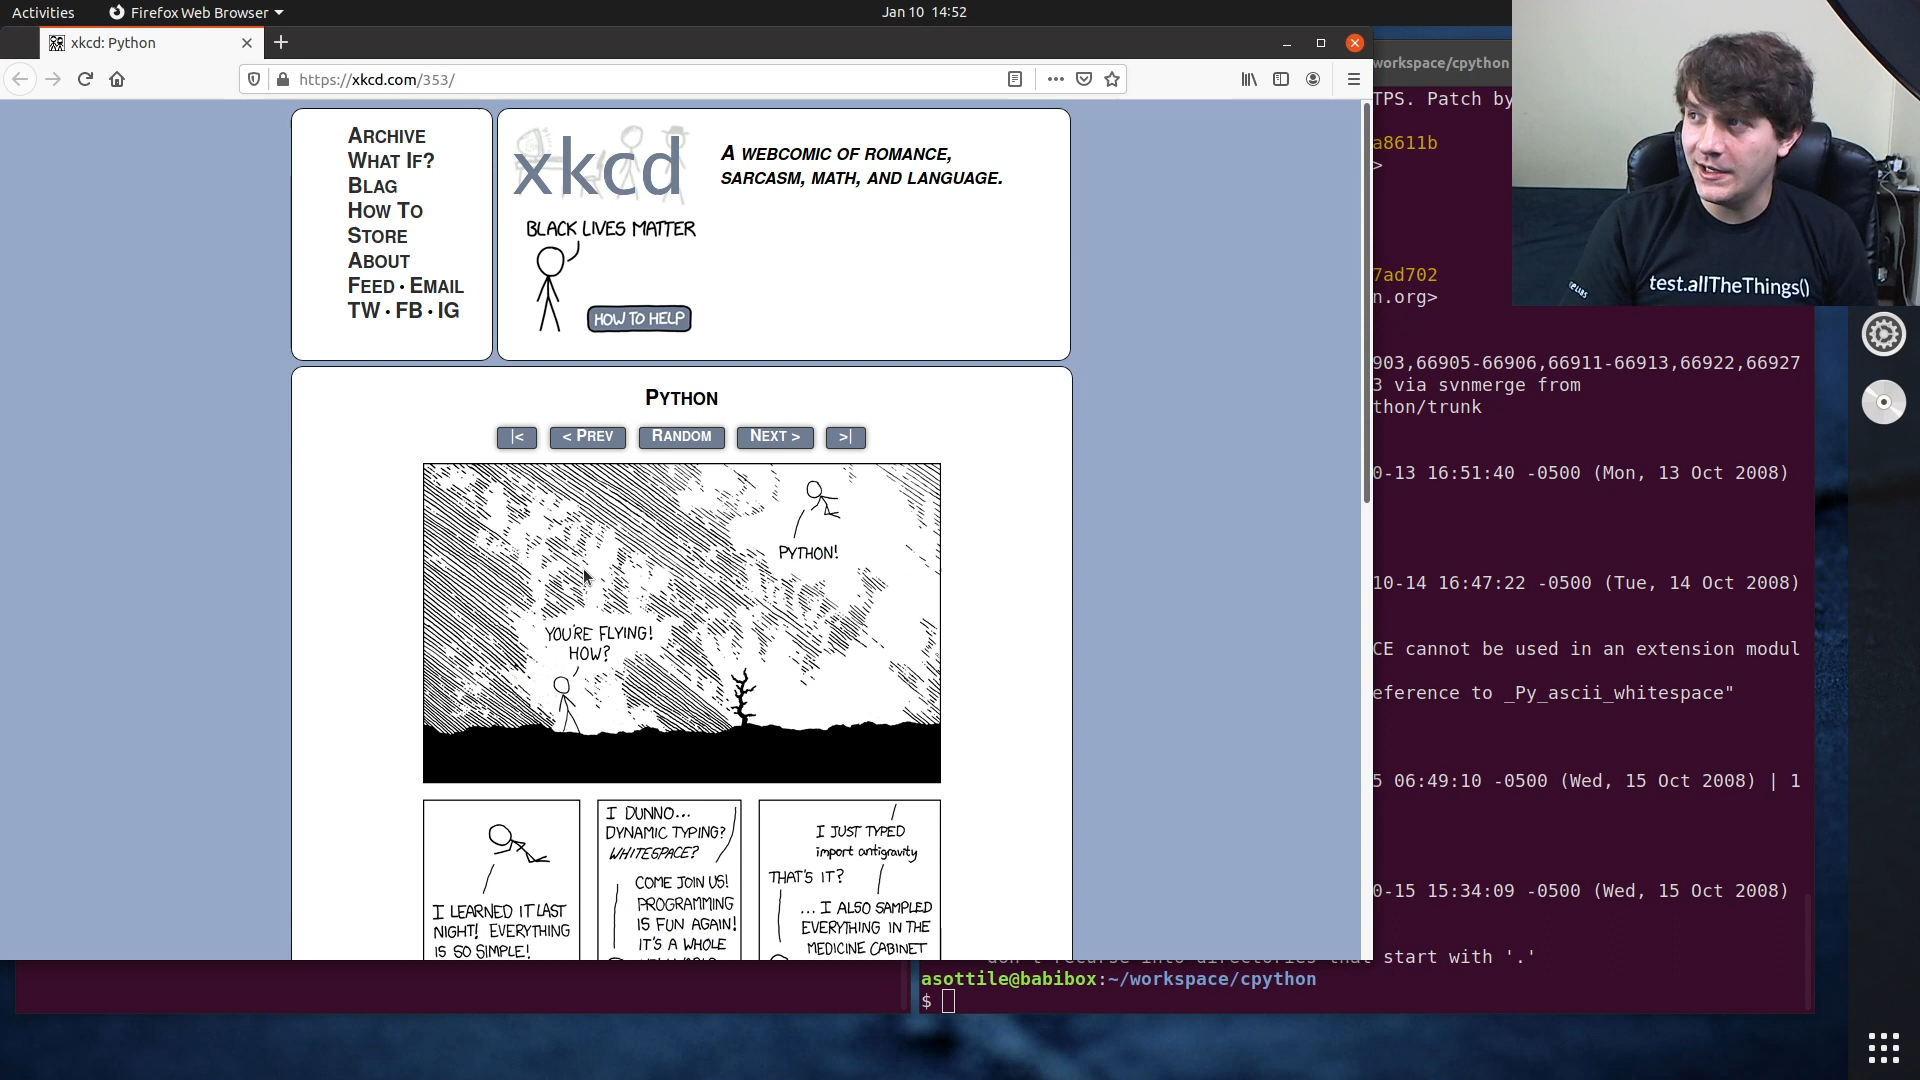 Activities
Firefox Web Browser
Jan 10 14:52
xkcd: Python
https://xkcd.com/353/
ARCHIVE
WHAT IF?
BLAG
HOW TO
STORE
ABOUT
FEED • EMAIL
TW • FB • IG
xkcd
A WEBCOMIC OF ROMANCE,
SARCASM, MATH, AND LANGUAGE.
BLACK LIVES MATTER
HOW TO HELP
PYTHON
|<
< PREV
RANDOM
NEXT >
>|
PYTHON!
YOU'RE FLYING!
HOW?
I LEARNED IT LAST
NIGHT! EVERYTHING
IS SO SIMPLE!
I DUNNO...
DYNAMIC TYPING?
WHITESPACE?
COME JOIN US!
PROGRAMMING
IS FUN AGAIN!
IT'S A WHOLE
I JUST TYPED
import antigravity
THAT'S IT?
...I ALSO SAMPLED
EVERYTHING IN THE
MEDICINE CABINET
workspace/cpython
TPS. Patch by
a8611b
>
7ad702
n.org>
903,66905-66906,66911-66913,66922,66927
3 via svnmerge from
thon/trunk
0-13 16:51:40 -0500 (Mon, 13 Oct 2008)
10-14 16:47:22 -0500 (Tue, 14 Oct 2008)
CE cannot be used in an extension modul
eference to _Py_ascii_whitespace"
5 06:49:10 -0500 (Wed, 15 Oct 2008) | 1
0-15 15:34:09 -0500 (Wed, 15 Oct 2008)
don't recurse into directories that start with '.'
asottile@babibox:~/workspace/cpython
$
test.allTheThings()